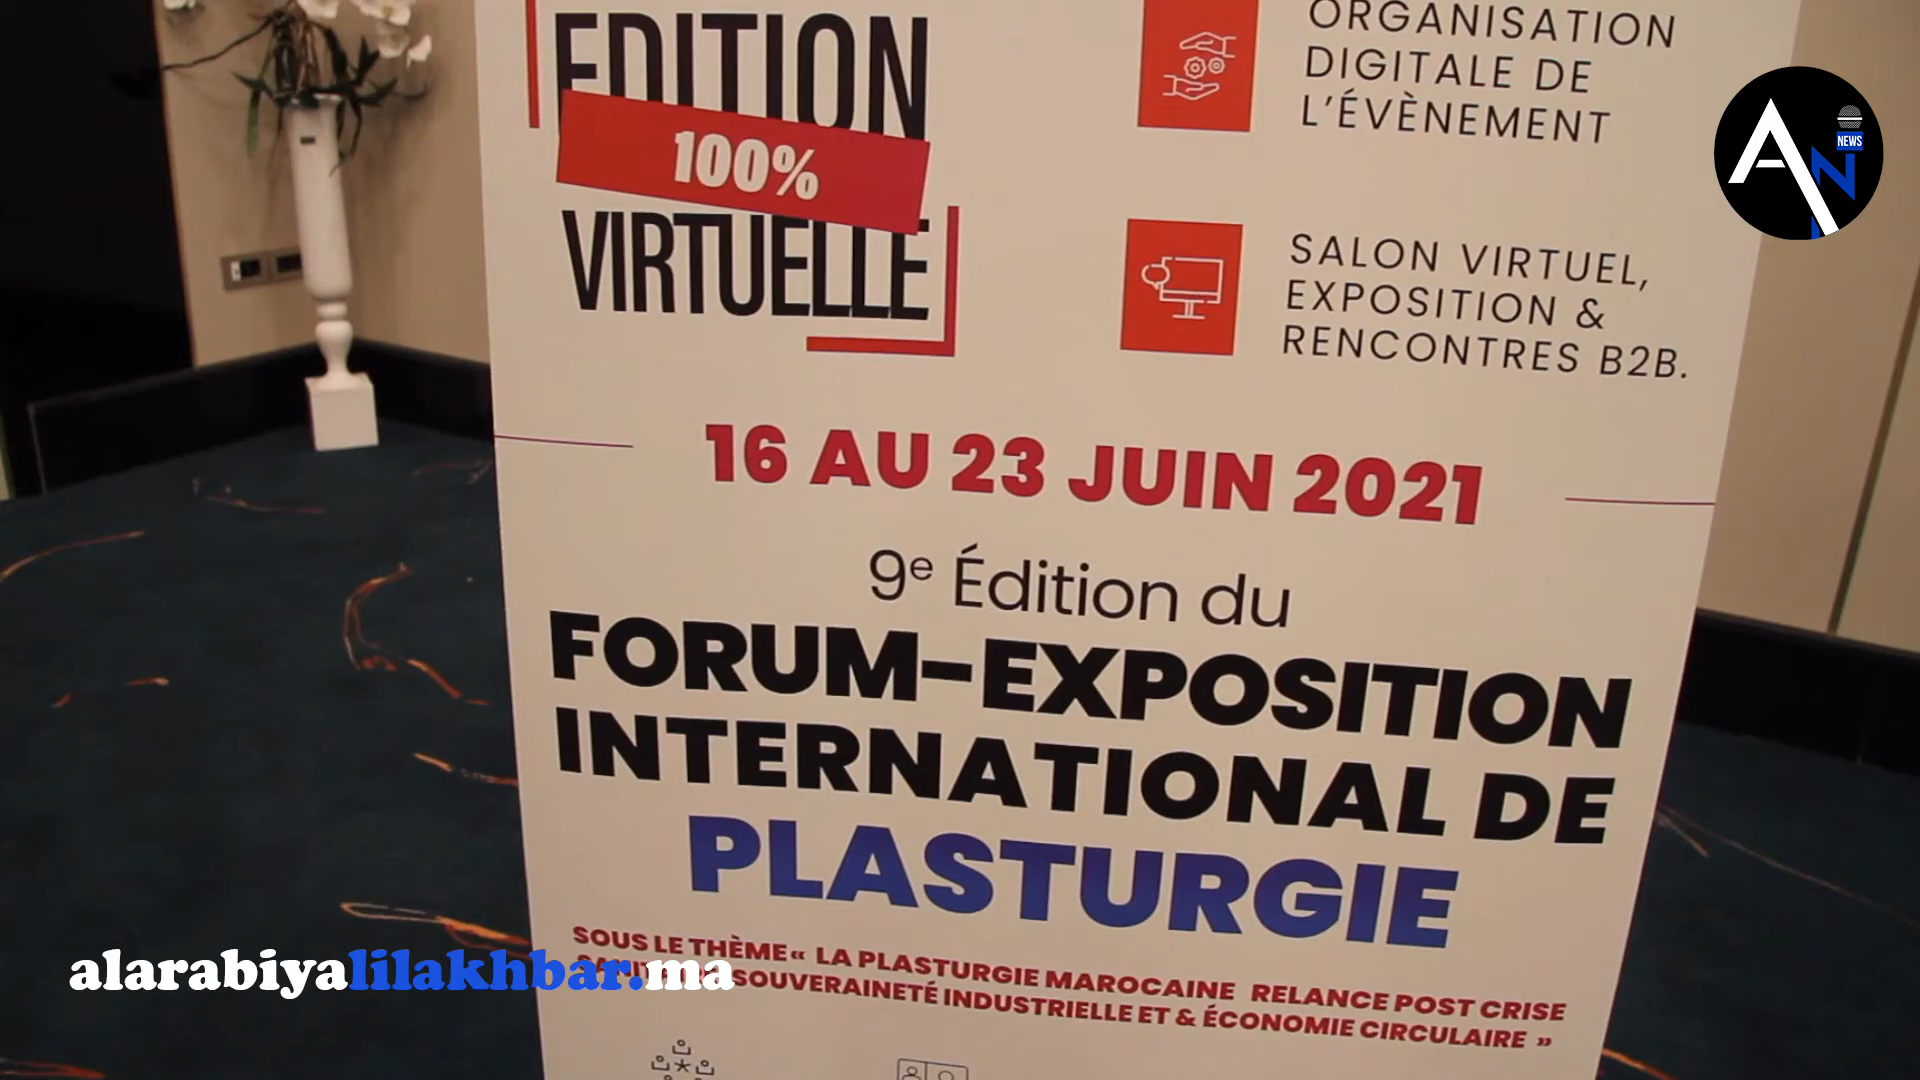 EDITION
100%
VIRTUELLE
ORGANISATION
DIGITALE DE
L'ÉVÈNEMENT
SALON VIRTUEL,
EXPOSITION &
RENCONTRES B2B.
16 AU 23 JUIN 2021
9e Édition du
FORUM-EXPOSITION
INTERNATIONAL DE
PLASTURGIE
SOUS LE THÈME « LA PLASTURGIE MAROCAINE RELANCE POST CRISE
SOUVERAINETÉ INDUSTRIELLE ET & ÉCONOMIE CIRCULAIRE »
AN
NEWS
alarabiyalilakhbar.ma